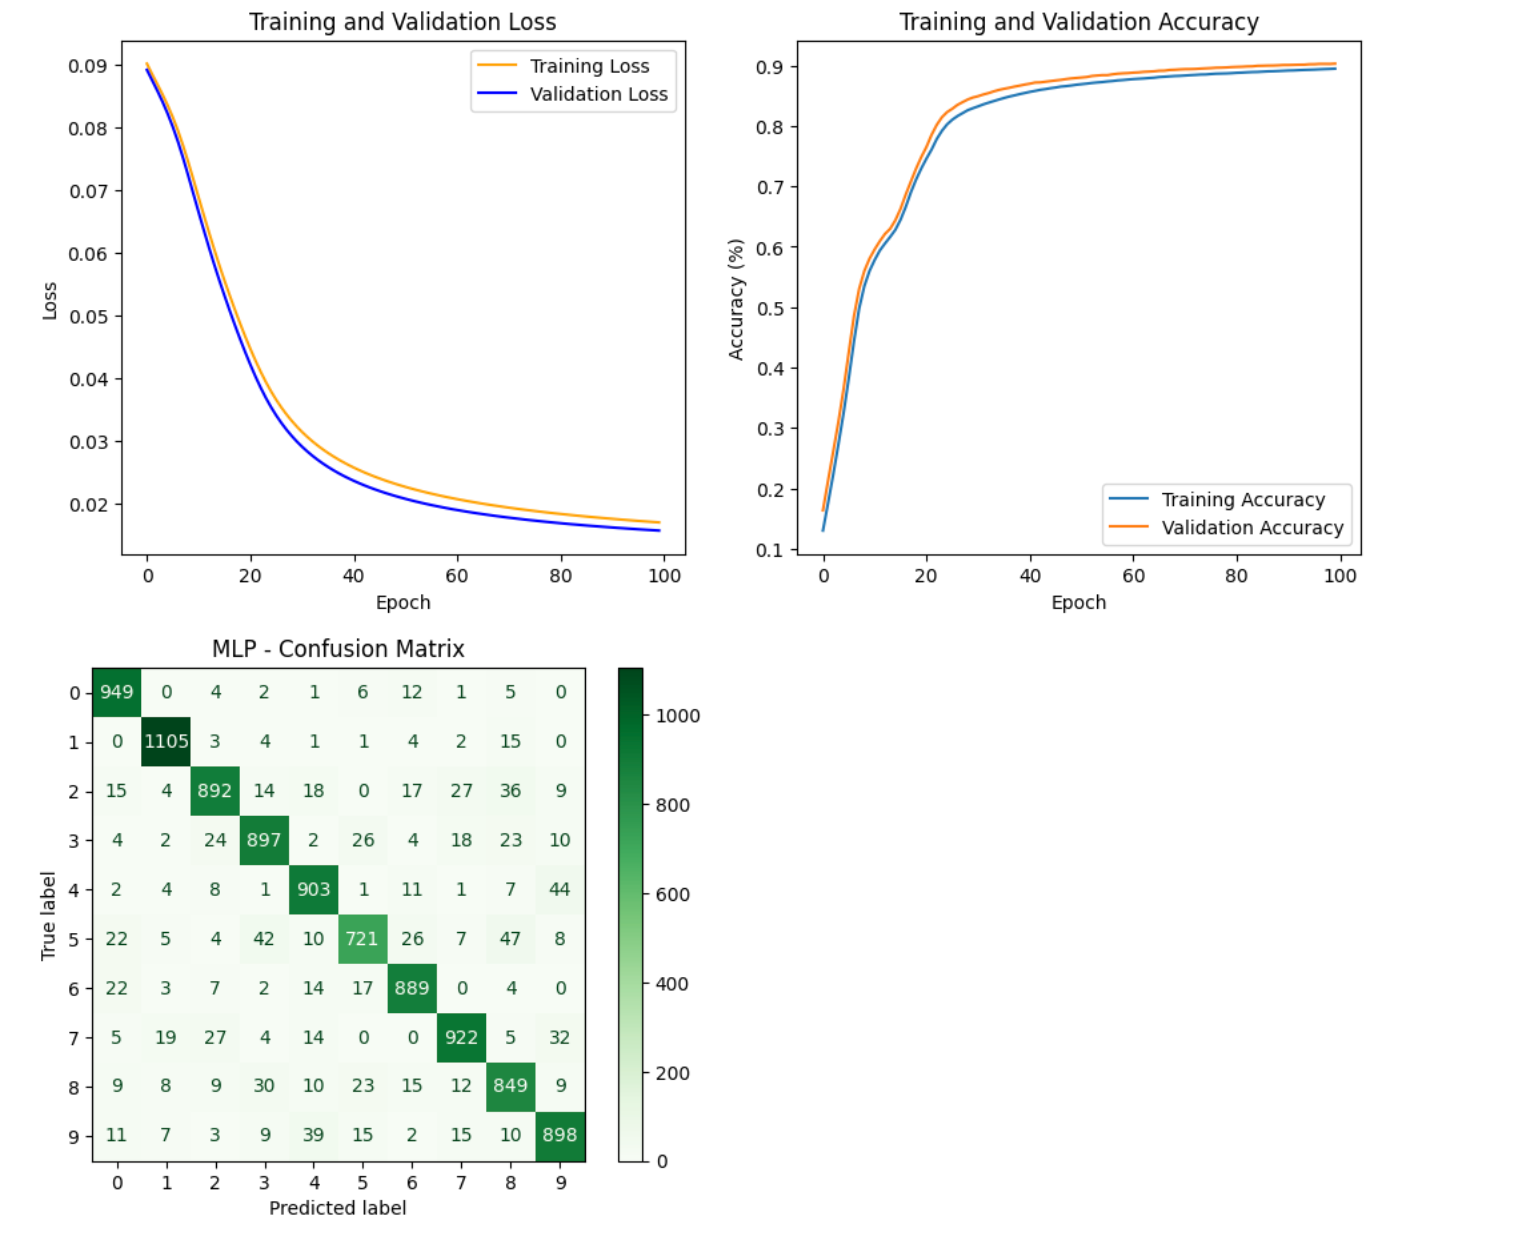 Training and Validation Loss
0.09
0.08
0.07
0.06
0.05
0.04
0.03
0.02
Loss
Training Loss
Validation Loss
0 20 40 60 80 100
Epoch
Training and Validation Accuracy
0.9
0.8
0.7
0.6
0.5
0.4
0.3
0.2
0.1
Accuracy (%)
Training Accuracy
Validation Accuracy
0 20 40 60 80 100
Epoch
MLP - Confusion Matrix
True label
0 949 0 4 2 1 6 12 1 5 0
1 0 1105 3 4 1 1 4 2 15 0
2 15 4 892 14 18 0 17 27 36 9
3 4 2 24 897 2 26 4 18 23 10
4 2 4 8 1 903 1 11 1 7 44
5 22 5 4 42 10 721 26 7 47 8
6 22 3 7 2 14 17 889 0 4 0
7 5 19 27 4 14 0 0 922 5 32
8 9 8 9 30 10 23 15 12 849 9
9 11 7 3 9 39 15 2 15 10 898
0 1 2 3 4 5 6 7 8 9
Predicted label
1000
800
600
400
200
0